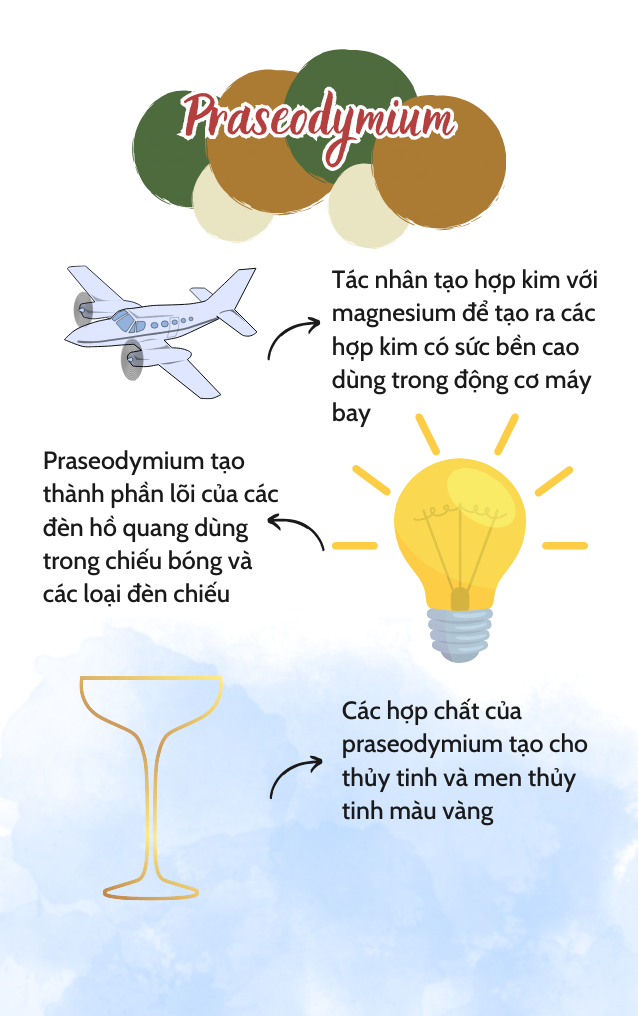 Praseodymium
Tác nhân tạo hợp kim với
magnesium để tạo ra các
hợp kim có sức bền cao
dùng trong động cơ máy
bay
Praseodymium tạo
thành phần lõi của các
đèn hồ quang dùng
trong chiếu bóng và
các loại đèn chiếu
Các hợp chất của
praseodymium tạo cho
thủy tinh và men thủy
tinh màu vàng